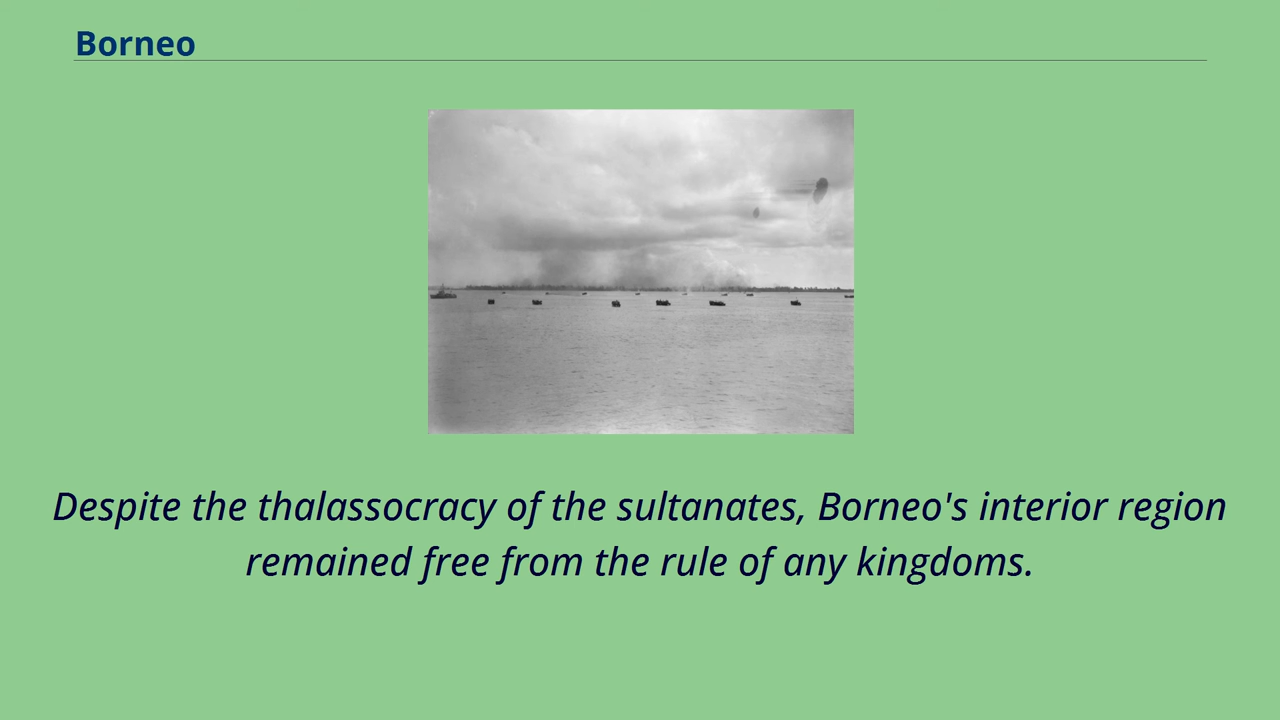 Borneo
Despite the thalassocracy of the sultanates, Borneo's interior region
remained free from the rule of any kingdoms.